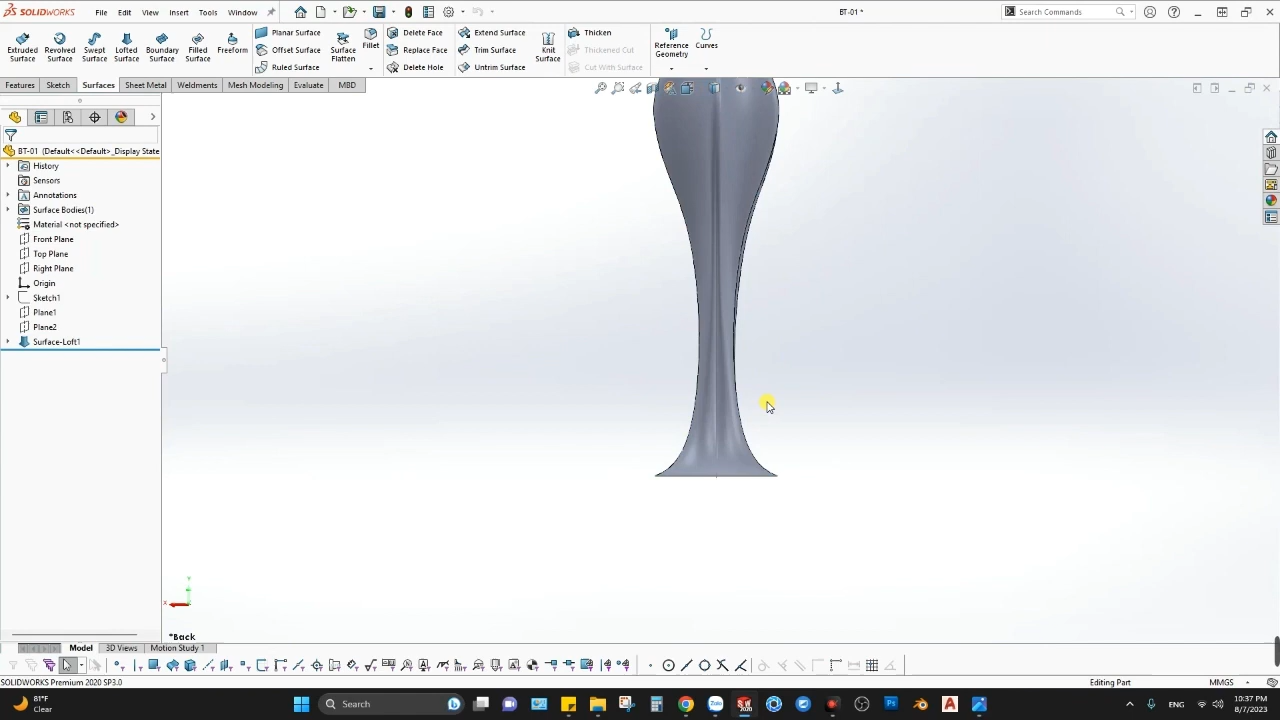 SOLIDWORKS
File
Edit
View
Insert
Tools
Window
BT-01 *
Search Commands
Extruded Surface
Revolved Surface
Swept Surface
Lofted Surface
Boundary Surface
Filled Surface
Freeform
Planar Surface
Offset Surface
Ruled Surface
Surface Flatten
Fillet
Delete Face
Replace Face
Delete Hole
Extend Surface
Trim Surface
Untrim Surface
Knit Surface
Thicken
Thickened Cut
Cut With Surface
Reference Geometry
Curves
Features
Sketch
Surfaces
Sheet Metal
Weldments
Mesh Modeling
Evaluate
MBD
BT-01 (Default<<Default>_Display State
History
Sensors
Annotations
Surface Bodies(1)
Material <not specified>
Front Plane
Top Plane
Right Plane
Origin
Sketch1
Plane1
Plane2
Surface-Loft1
Y
X
*Back
Model
3D Views
Motion Study 1
SOLIDWORKS Premium 2020 SP3.0
Editing Part
MMGS
81°F
Clear
Search
Zalo
10:37 PM
8/7/2023